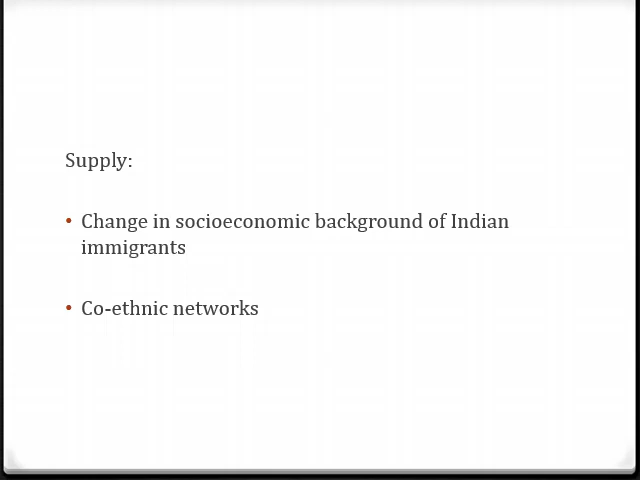 Supply:
• Change in socioeconomic background of Indian
immigrants
• Co-ethnic networks